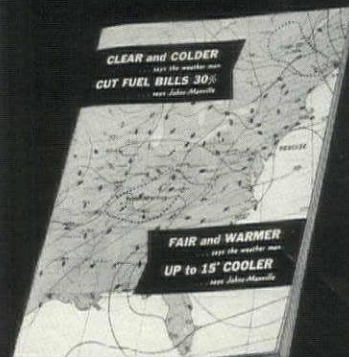 CLEAR and COLDER
... says the weather man
CUT FUEL BILLS 30%
... says Johns-Manville
FAIR and WARMER
... says the weather man
UP to 15° COOLER
... says Johns-Manville